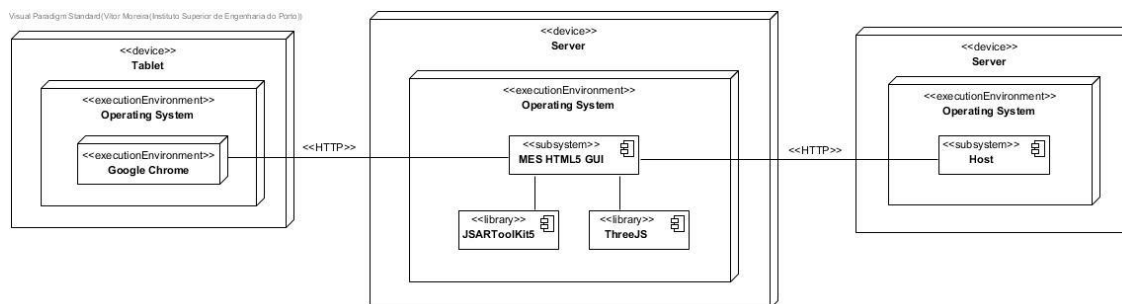 Visual Paradigm Standard(Vitor Moreira(Instituto Superior de Engenharia do Porto))
<<device>>
Tablet
<<executionEnvironment>>
Operating System
<<executionEnvironment>>
Google Chrome
<<HTTP>>
<<device>>
Server
<<executionEnvironment>>
Operating System
<<subsystem>>
MES HTML5 GUI
<<library>>
JSARToolKit5
<<library>>
ThreeJS
<<HTTP>>
<<device>>
Server
<<executionEnvironment>>
Operating System
<<subsystem>>
Host